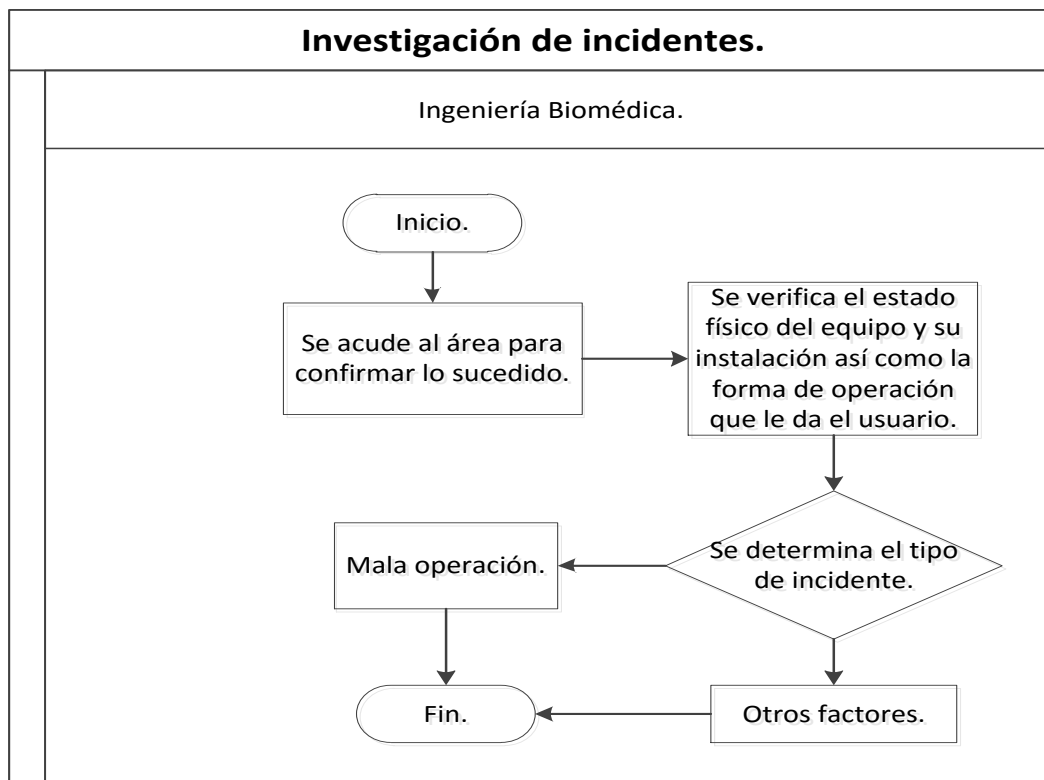 Investigación de incidentes.
Ingeniería Biomédica.
Inicio.
Se acude al área para
confirmar lo sucedido.
Se verifica el estado
físico del equipo y su
instalación así como la
forma de operación
que le da el usuario.
Se determina el tipo
de incidente.
Mala operación.
Otros factores.
Fin.